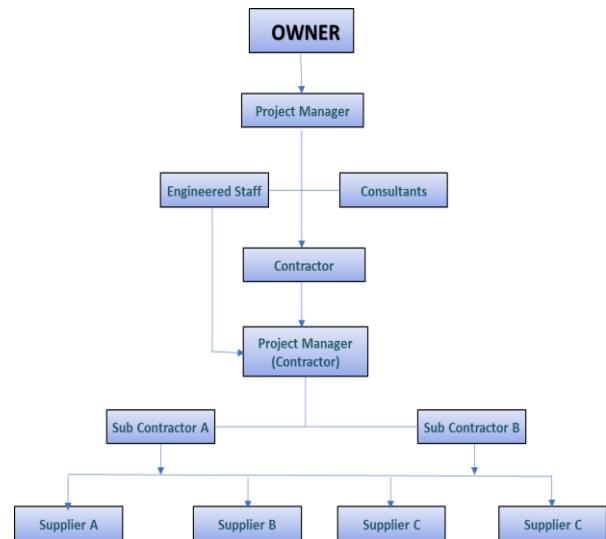 OWNER
Project Manager
Engineered Staff
Consultants
Contractor
Project Manager
(Contractor)
Sub Contractor A
Sub Contractor B
Supplier A
Supplier B
Supplier C
Supplier C